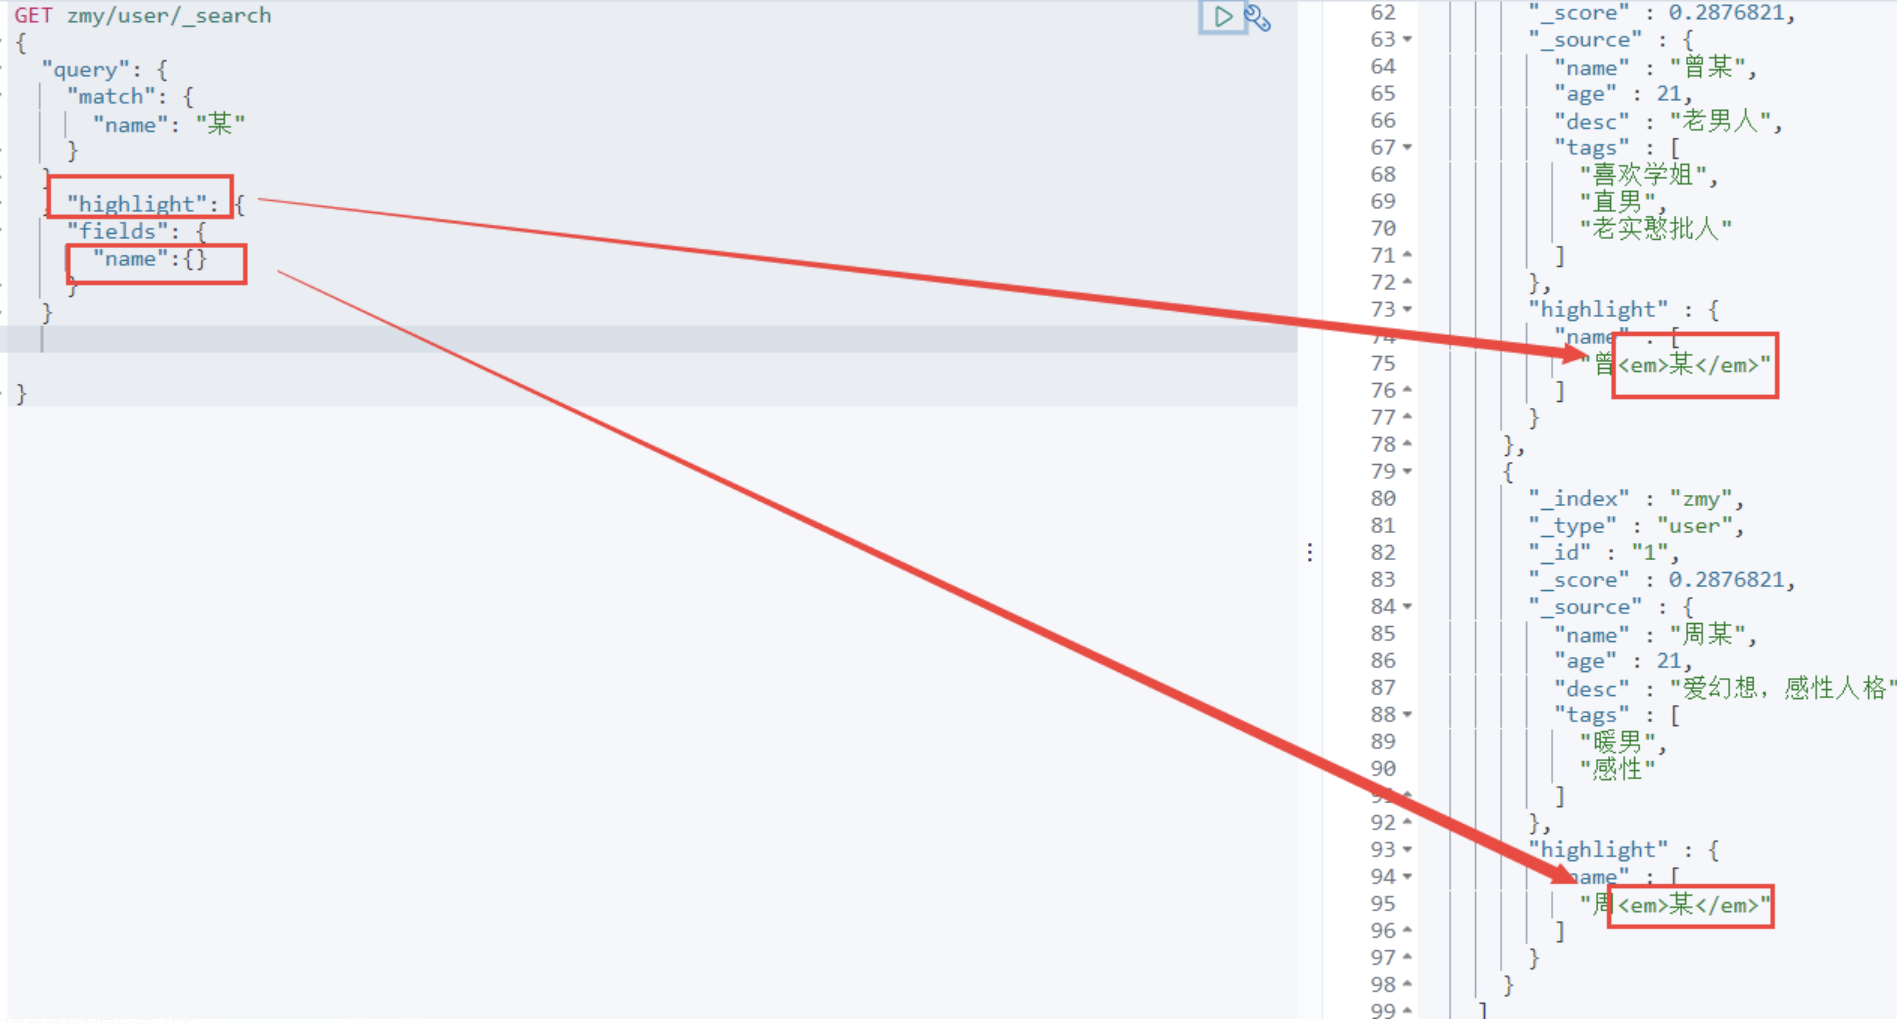 GET zmy/user/_search
{
"query": {
"match": {
"name": "某"
}
}
"highlight": {
"fields": {
"name":{}
}
}
}
62 "_score" : 0.2876821,
63 "_source" : {
64 "name" : "曾某",
65 "age" : 21,
66 "desc" : "老男人",
67 "tags" : [
68 "喜欢学姐",
69 "直男",
70 "老实憨批人"
71 ]
72 },
73 "highlight" : {
74 "name" : [
75 "曾<em>某</em>"
76 ]
77 }
78 },
79 {
80 "_index" : "zmy",
81 "_type" : "user",
82 "_id" : "1",
83 "_score" : 0.2876821,
84 "_source" : {
85 "name" : "周某",
86 "age" : 21,
87 "desc" : "爱幻想，感性人格"
88 "tags" : [
89 "暖男",
90 "感性"
91 ]
92 },
93 "highlight" : {
94 "name" : [
95 "周<em>某</em>"
96 ]
97 }
98 }
99 ]